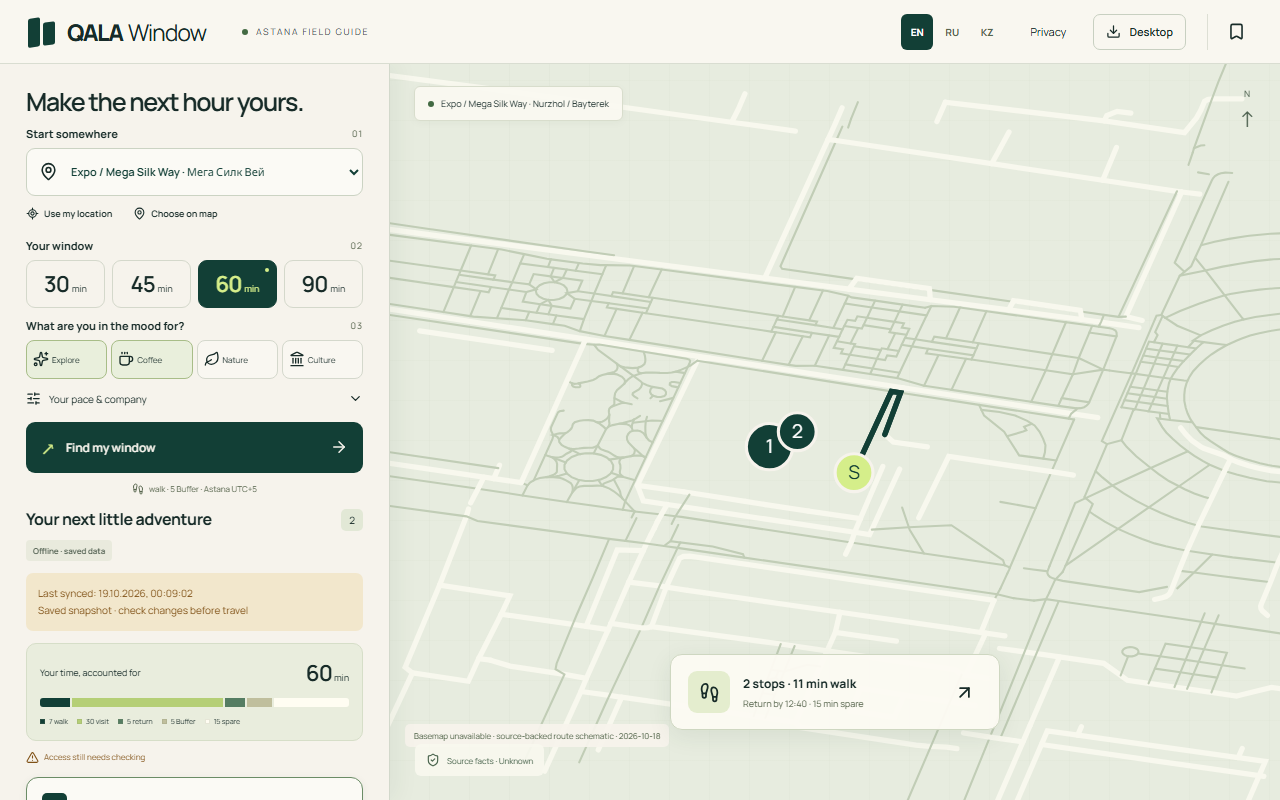 QALA Window
ASTANA FIELD GUIDE
EN
RU
KZ
Privacy
Desktop
Make the next hour yours.
Start somewhere
01
Expo / Mega Silk Way · Мега Силк Вей
Use my location
Choose on map
Your window
02
30 min
45 min
60 min
90 min
What are you in the mood for?
03
Explore
Coffee
Nature
Culture
Your pace & company
Find my window
walk · 5 Buffer · Astana UTC+5
Your next little adventure
2
Offline · saved data
Last synced: 19.10.2026, 00:09:02
Saved snapshot · check changes before travel
Your time, accounted for
60 min
7 walk
30 visit
5 return
5 Buffer
15 spare
Access still needs checking
Expo / Mega Silk Way · Nurzhol / Bayterek
N
1
2
S
2 stops · 11 min walk
Return by 12:40 · 15 min spare
Basemap unavailable · source-backed route schematic · 2026-10-18
Source facts · Unknown